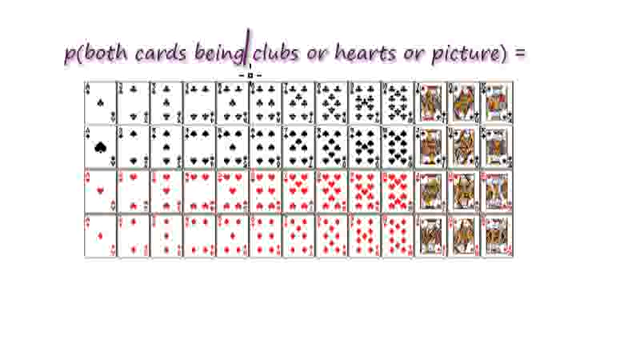 p(both cards being clubs or hearts or picture) =